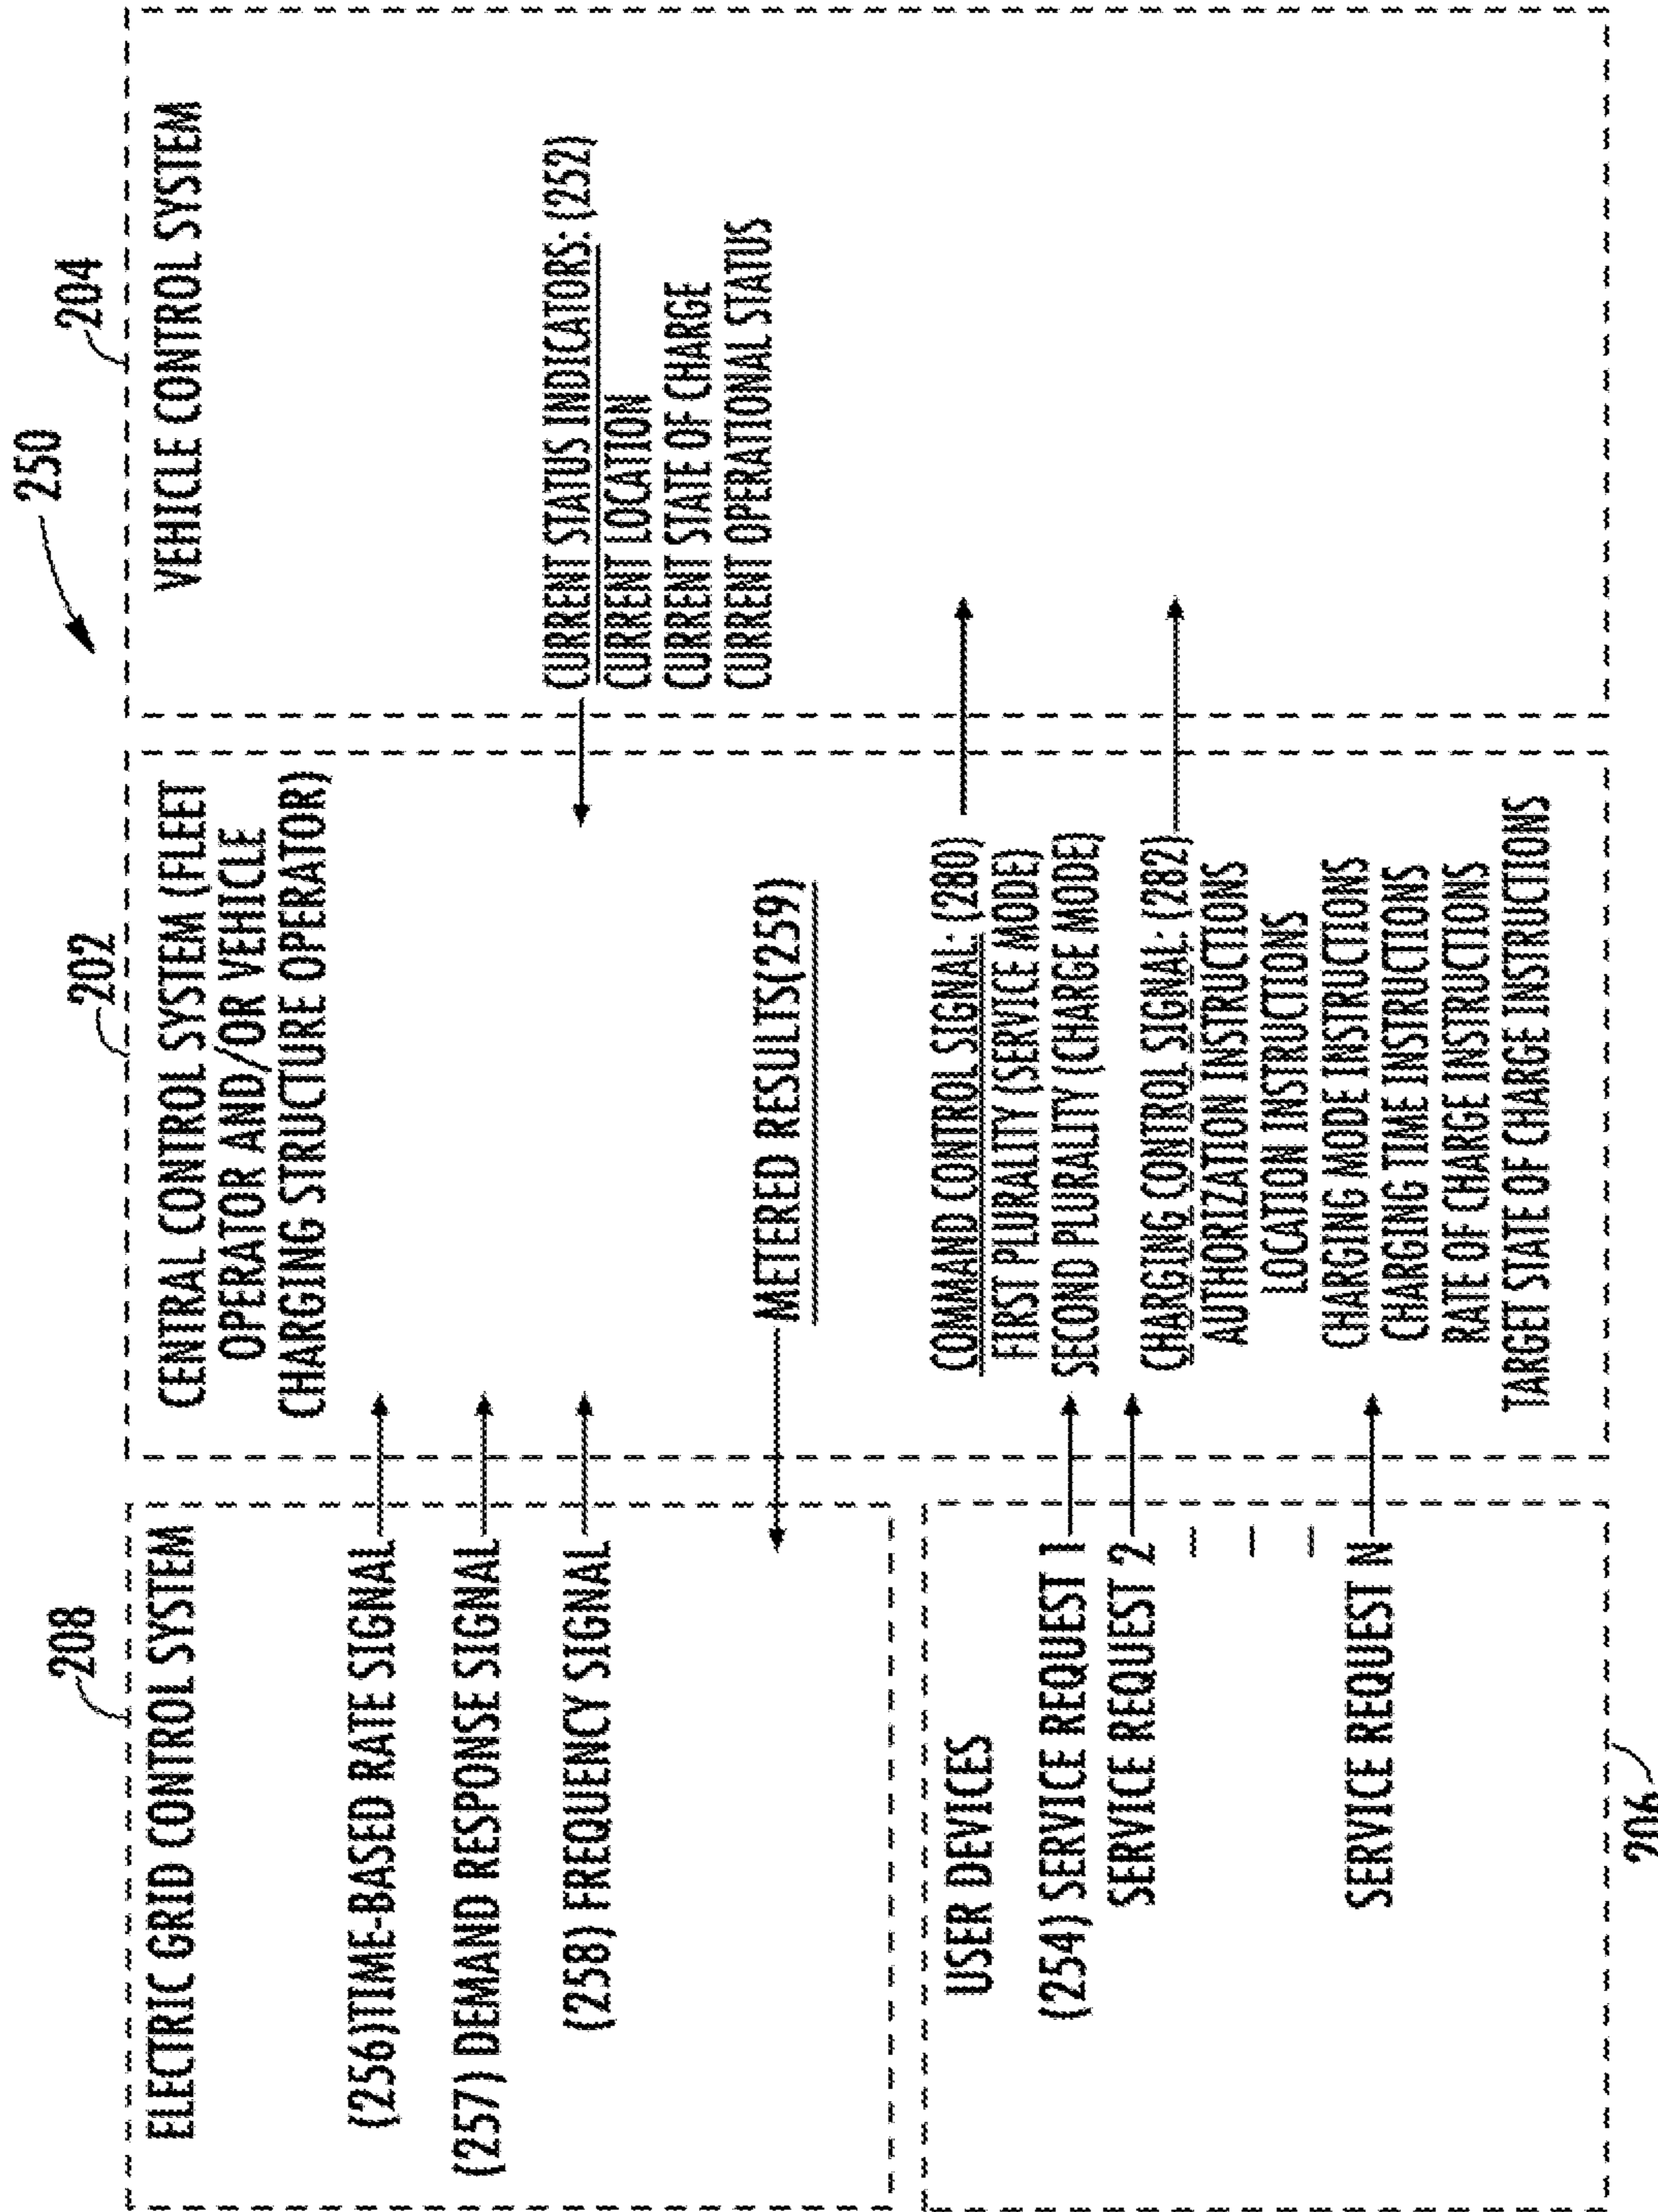 250
208
ELECTRIC GRID CONTROL SYSTEM
(256)TIME-BASED RATE SIGNAL
(257) DEMAND RESPONSE SIGNAL
(258) FREQUENCY SIGNAL
USER DEVICES
(254) SERVICE REQUEST 1
SERVICE REQUEST 2
SERVICE REQUEST N
206
202
CENTRAL CONTROL SYSTEM (FLEET
OPERATOR AND/OR VEHICLE
CHARGING STRUCTURE OPERATOR)
METERED RESULTS(259)
COMMAND CONTROL SIGNAL: (280)
FIRST PLURALITY (SERVICE MODE)
SECOND PLURALITY (CHARGE MODE)
CHARGING CONTROL SIGNAL: (282)
AUTHORIZATION INSTRUCTIONS
LOCATION INSTRUCTIONS
CHARGING MODE INSTRUCTIONS
CHARGING TIME INSTRUCTIONS
RATE OF CHARGE INSTRUCTIONS
TARGET STATE OF CHARGE INSTRUCTIONS
204
VEHICLE CONTROL SYSTEM
CURRENT STATUS INDICATORS: (252)
CURRENT LOCATION
CURRENT STATE OF CHARGE
CURRENT OPERATIONAL STATUS